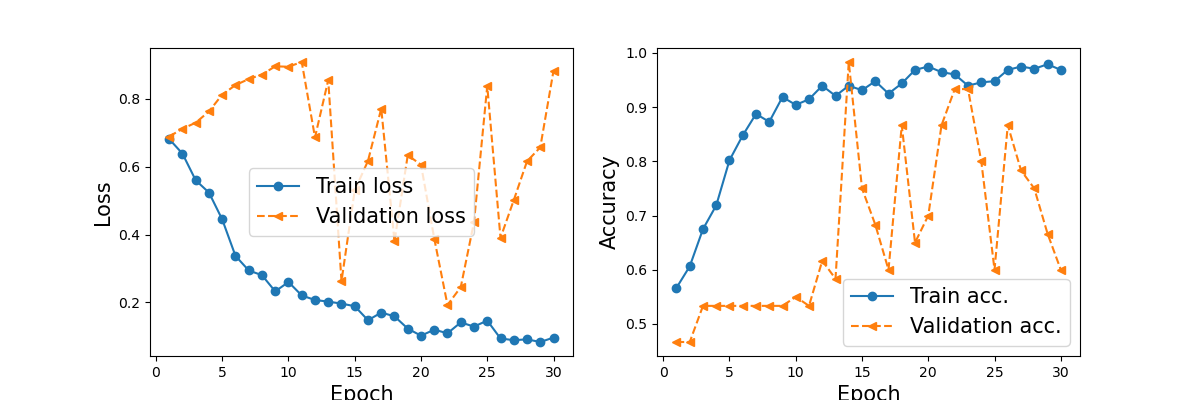 Loss
0.8
0.6
0.4
0.2
Train loss
Validation loss
0 5 10 15 20 25 30
Epoch
Accuracy
1.0
0.9
0.8
0.7
0.6
0.5
Train acc.
Validation acc.
0 5 10 15 20 25 30
Epoch